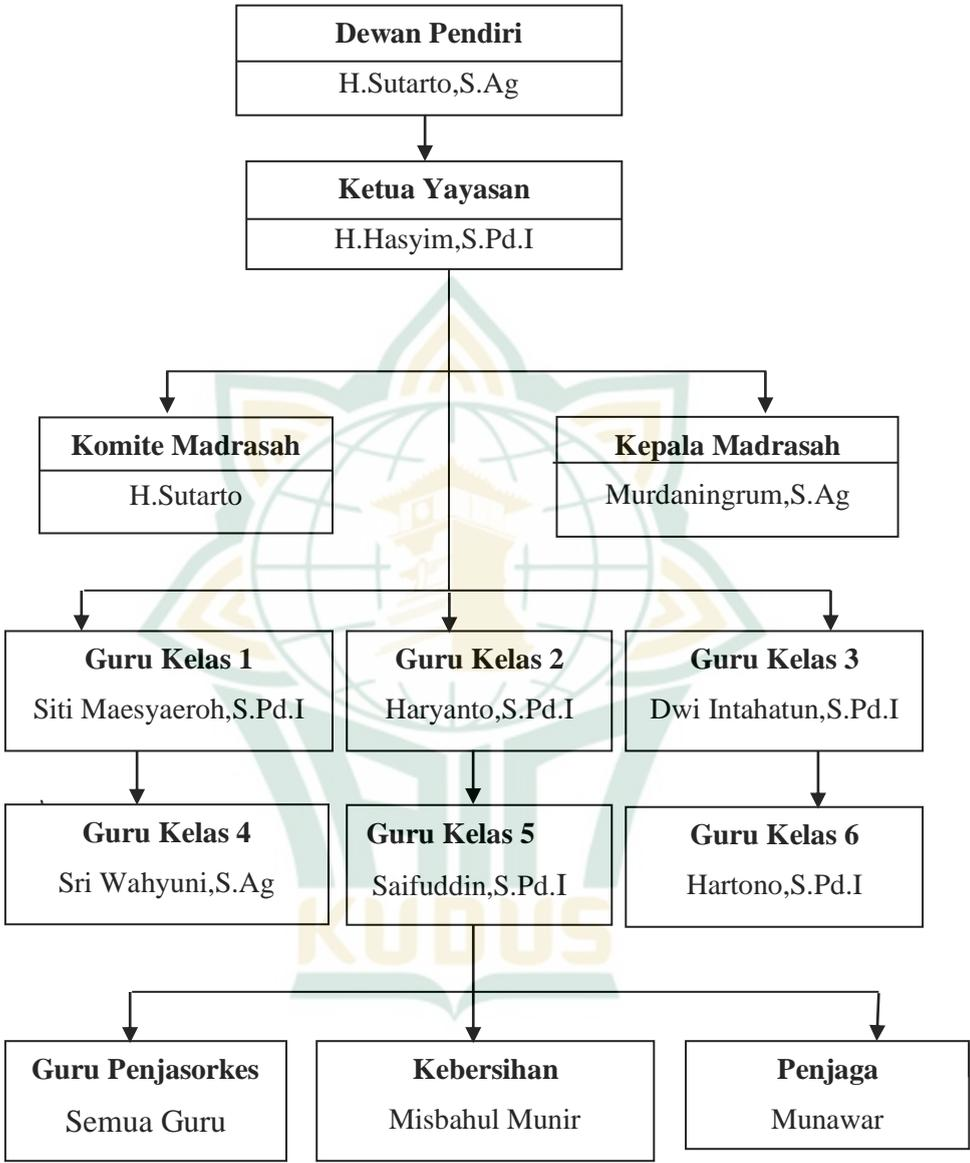 Dewan Pendiri
H.Sutarto,S.Ag
Ketua Yayasan
H.Hasyim,S.Pd.I
Komite Madrasah
H.Sutarto
Kepala Madrasah
Murdaningrum,S.Ag
Guru Kelas 1
Siti Maesyaeroh,S.Pd.I
Guru Kelas 2
Haryanto,S.Pd.I
Guru Kelas 3
Dwi Intahatun,S.Pd.I
Guru Kelas 4
Sri Wahyuni,S.Ag
Guru Kelas 5
Saifuddin,S.Pd.I
Guru Kelas 6
Hartono,S.Pd.I
KUDUS
Guru Penjasorkes
Semua Guru
Kebersihan
Misbahul Munir
Penjaga
Munawar